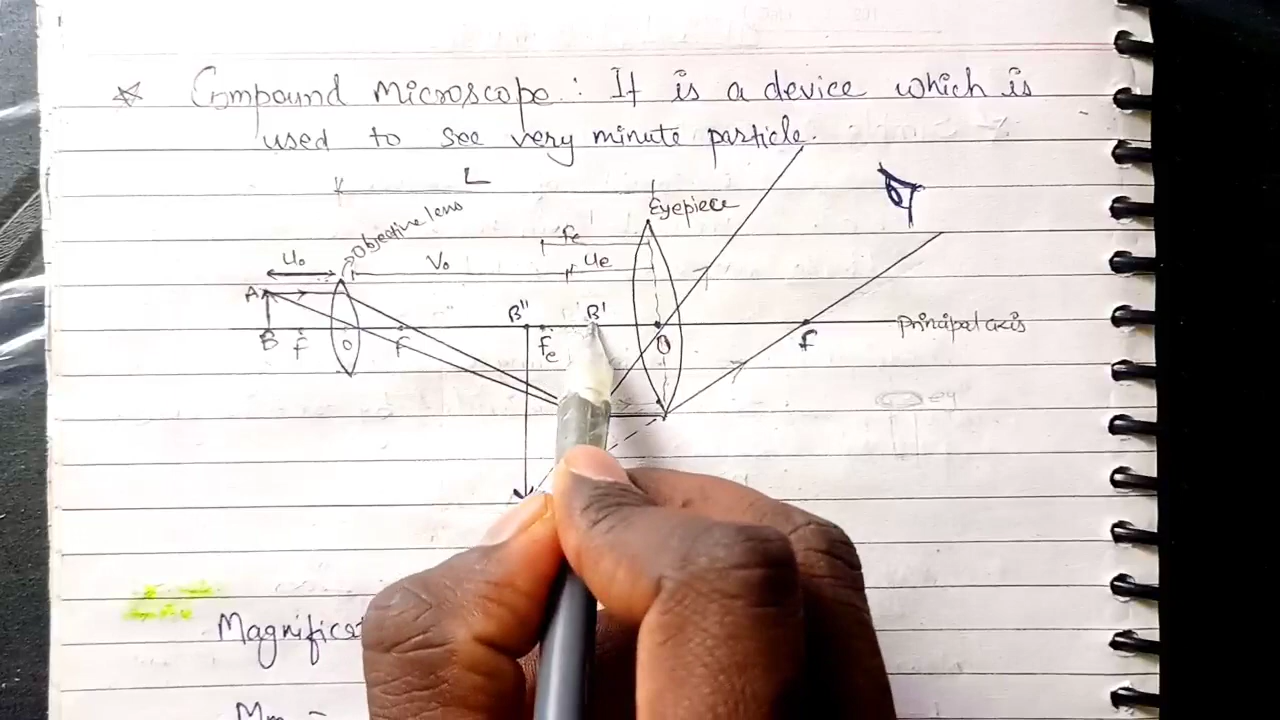 Compound microscope : It is a device which is
used to see very minute particle.
L
Objective lens
Eyepiece
fe
uo
Vo
ue
A
B" B'
B f O f fe O f Principal axis
Mm =